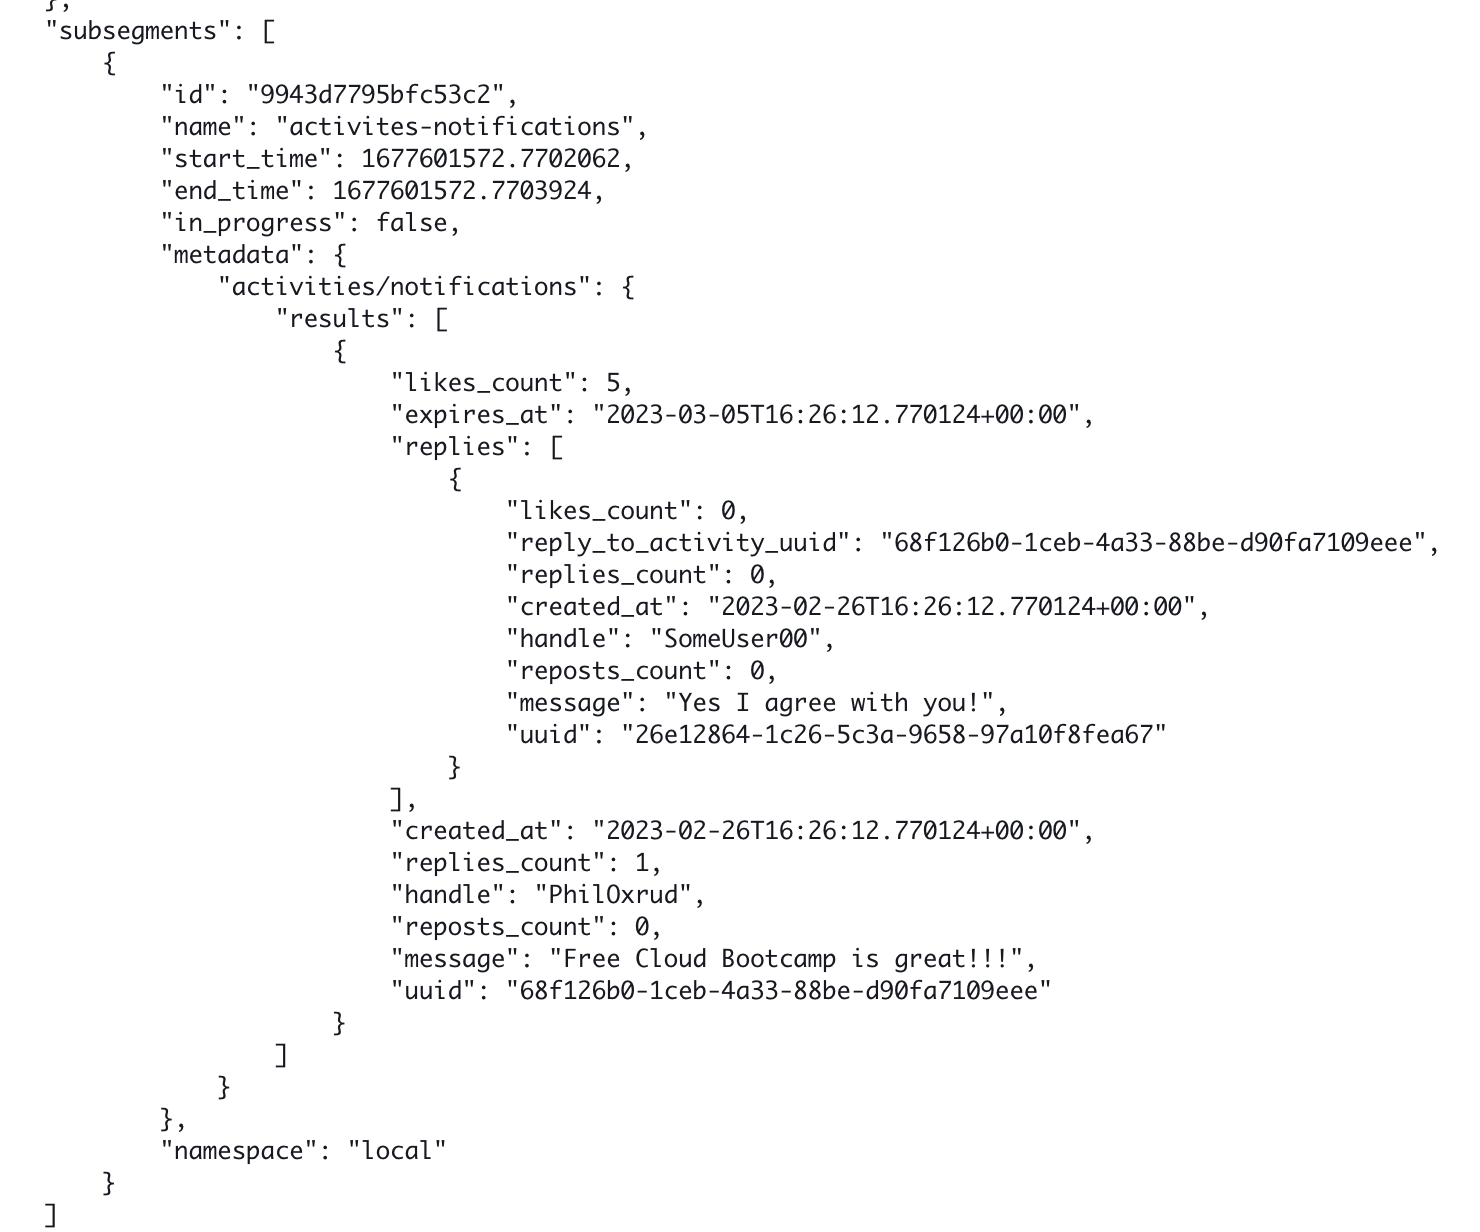 },
"subsegments": [
    {
        "id": "9943d7795bfc53c2",
        "name": "activites-notifications",
        "start_time": 1677601572.7702062,
        "end_time": 1677601572.7703924,
        "in_progress": false,
        "metadata": {
            "activities/notifications": {
                "results": [
                    {
                        "likes_count": 5,
                        "expires_at": "2023-03-05T16:26:12.770124+00:00",
                        "replies": [
                            {
                                "likes_count": 0,
                                "reply_to_activity_uuid": "68f126b0-1ceb-4a33-88be-d90fa7109eee",
                                "replies_count": 0,
                                "created_at": "2023-02-26T16:26:12.770124+00:00",
                                "handle": "SomeUser00",
                                "reposts_count": 0,
                                "message": "Yes I agree with you!",
                                "uuid": "26e12864-1c26-5c3a-9658-97a10f8fea67"
                            }
                        ],
                        "created_at": "2023-02-26T16:26:12.770124+00:00",
                        "replies_count": 1,
                        "handle": "PhilOxrud",
                        "reposts_count": 0,
                        "message": "Free Cloud Bootcamp is great!!!",
                        "uuid": "68f126b0-1ceb-4a33-88be-d90fa7109eee"
                    }
                ]
            }
        },
        "namespace": "local"
    }
]